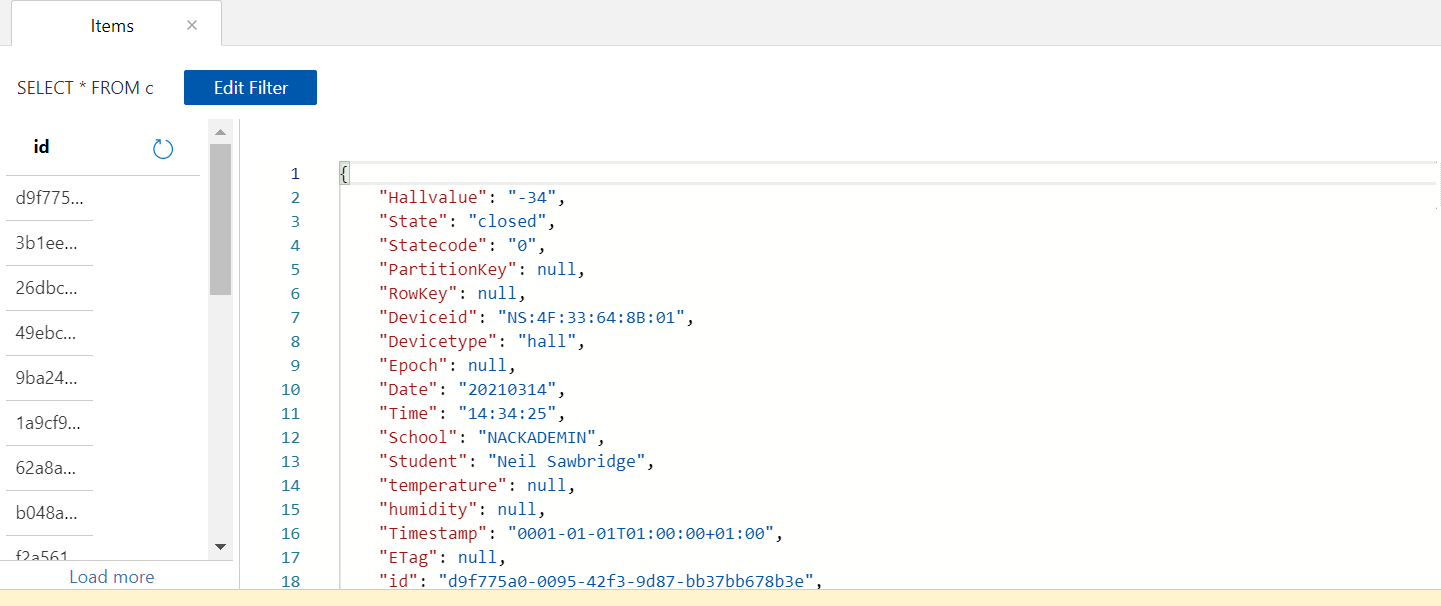 Items ×
SELECT * FROM c Edit Filter
id
d9f775...
3b1ee...
26dbc...
49ebc...
9ba24...
1a9cf9...
62a8a...
b048a...
f2a561
Load more
1 {
2 "Hallvalue": "-34",
3 "State": "closed",
4 "Statecode": "0",
5 "PartitionKey": null,
6 "RowKey": null,
7 "Deviceid": "NS:4F:33:64:8B:01",
8 "Devicetype": "hall",
9 "Epoch": null,
10 "Date": "20210314",
11 "Time": "14:34:25",
12 "School": "NACKADEMIN",
13 "Student": "Neil Sawbridge",
14 "temperature": null,
15 "humidity": null,
16 "Timestamp": "0001-01-01T01:00:00+01:00",
17 "ETag": null,
18 "id": "d9f775a0-0095-42f3-9d87-bb37bb678b3e",